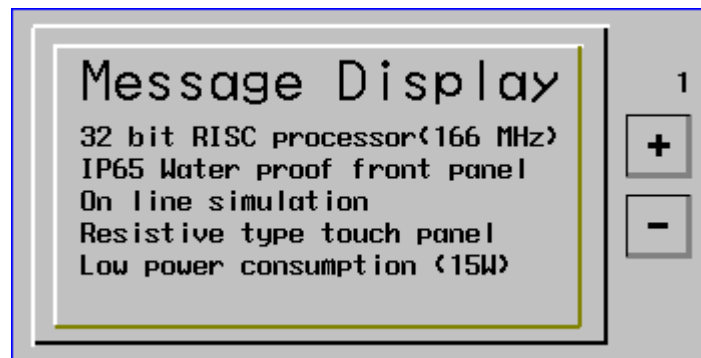 Message Display
32 bit RISC processor(166 MHz)
IP65 Water proof front panel
On line simulation
Resistive type touch panel
Low power consumption (15W)
1
+
-